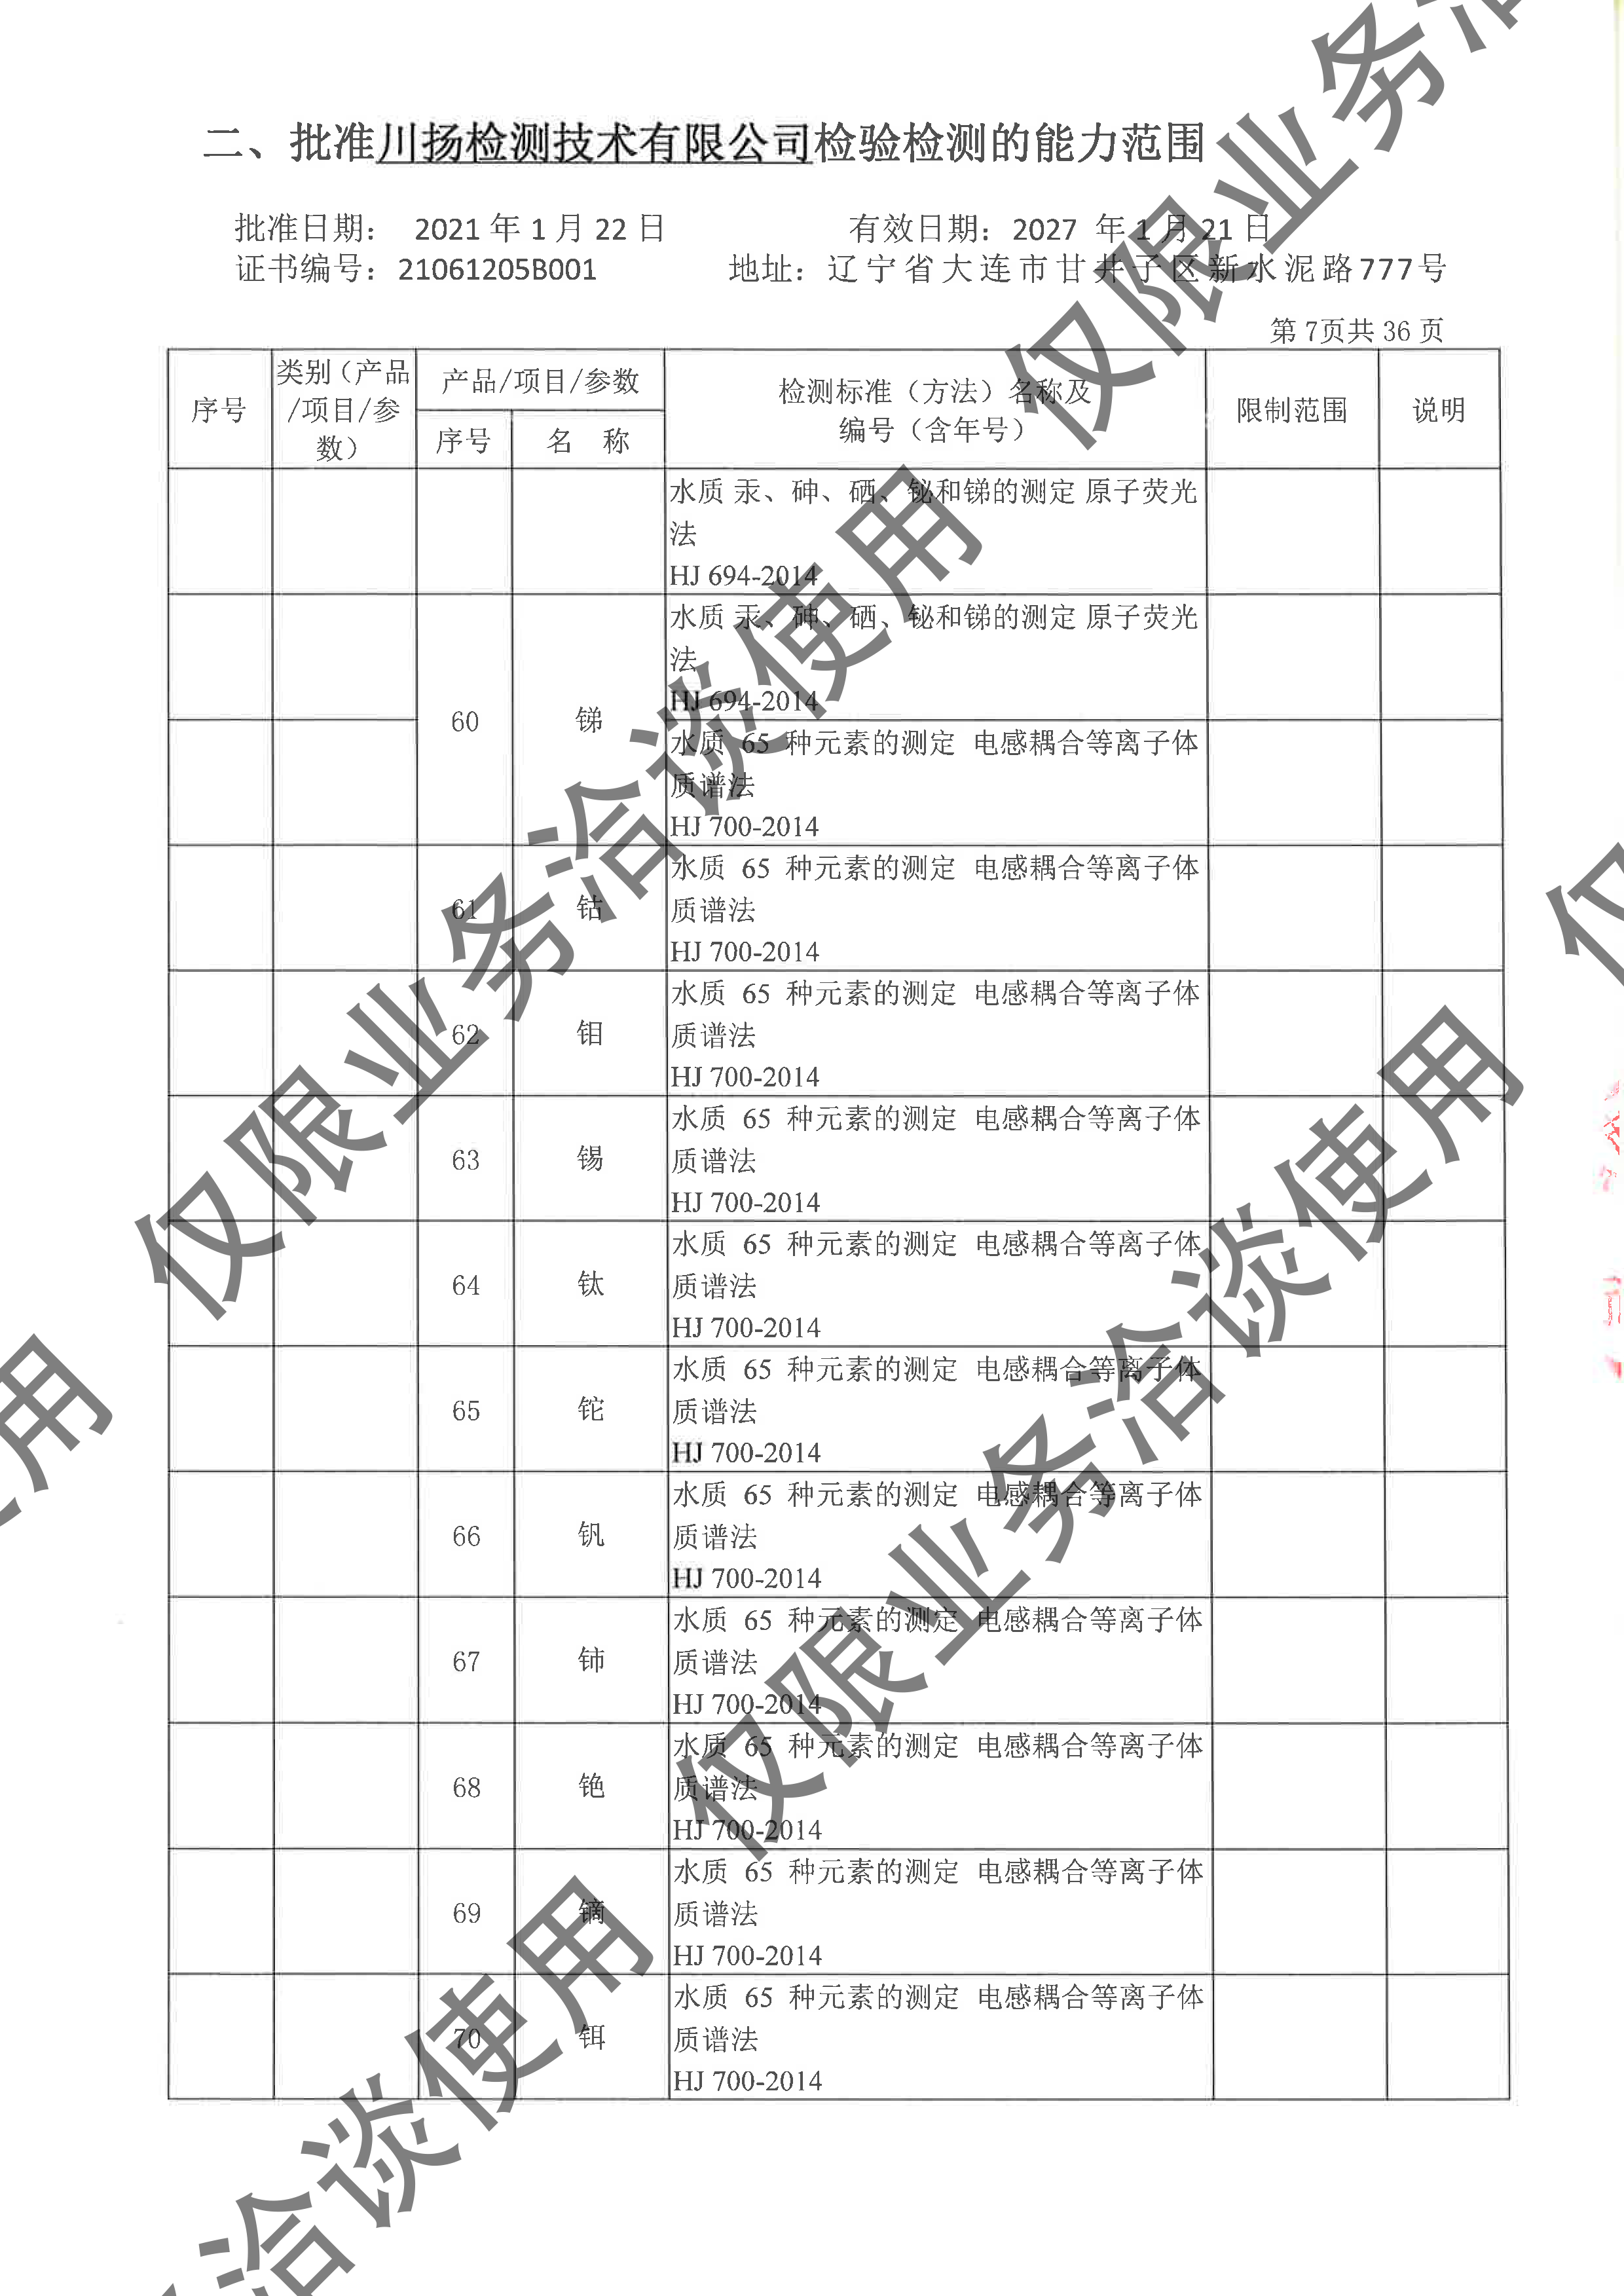 二、批准川扬检测技术有限公司检验检测的能力范围
批准日期： 2021 年 1 月 22 日 有效日期：2027 年 1 月 21 日
证书编号：21061205B001 地址：辽宁省大连市甘井子区新水泥路777号
第 7页共 36 页
序号 类别（产品/项目/参数） 产品/项目/参数 检测标准（方法）名称及 限制范围 说明
编号（含年号）
序号 名 称
水质 汞、砷、硒、铋和锑的测定 原子荧光
法
HJ 694-2014
60 锑
水质 汞、砷、硒、铋和锑的测定 原子荧光
法
HJ 694-2014
水质 65 种元素的测定 电感耦合等离子体
质谱法
HJ 700-2014
61 钴
水质 65 种元素的测定 电感耦合等离子体
质谱法
HJ 700-2014
62 钼
水质 65 种元素的测定 电感耦合等离子体
质谱法
HJ 700-2014
63 锡
水质 65 种元素的测定 电感耦合等离子体
质谱法
HJ 700-2014
64 钛
水质 65 种元素的测定 电感耦合等离子体
质谱法
HJ 700-2014
65 铊
水质 65 种元素的测定 电感耦合等离子体
质谱法
HJ 700-2014
66 钒
水质 65 种元素的测定 电感耦合等离子体
质谱法
HJ 700-2014
67 铈
水质 65 种元素的测定 电感耦合等离子体
质谱法
HJ 700-2014
68 铯
水质 65 种元素的测定 电感耦合等离子体
质谱法
HJ 700-2014
69 镝
水质 65 种元素的测定 电感耦合等离子体
质谱法
HJ 700-2014
70 铒
水质 65 种元素的测定 电感耦合等离子体
质谱法
HJ 700-2014
仅限业务洽
仅限业务洽谈使用
仅限业务洽谈使用
仅
使用
洽谈使用